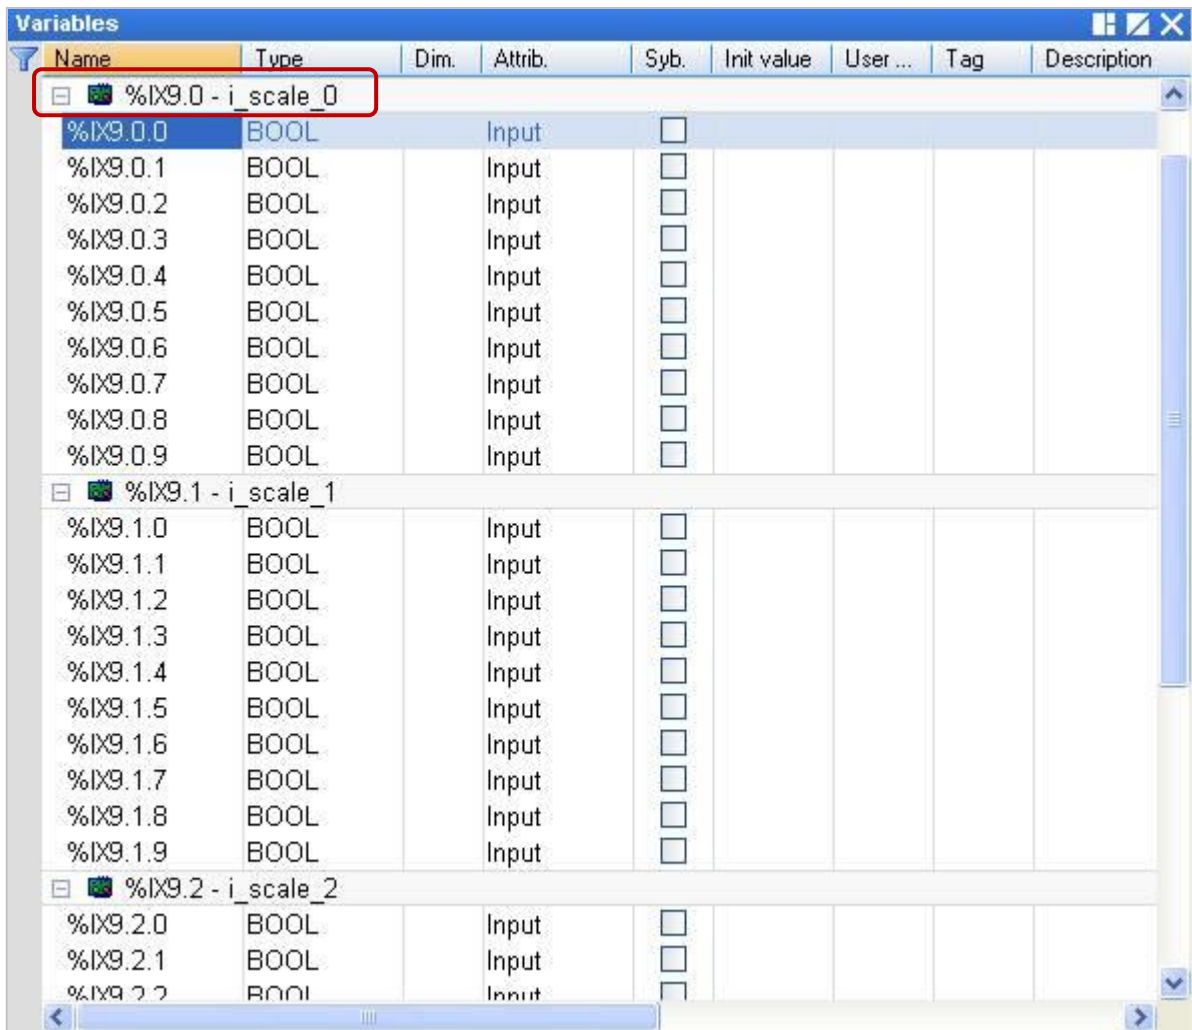 Variables
Name Type Dim. Attrib. Syb. Init value User ... Tag Description
%IX9.0 - i_scale_0
%IX9.0.0 BOOL Input
%IX9.0.1 BOOL Input
%IX9.0.2 BOOL Input
%IX9.0.3 BOOL Input
%IX9.0.4 BOOL Input
%IX9.0.5 BOOL Input
%IX9.0.6 BOOL Input
%IX9.0.7 BOOL Input
%IX9.0.8 BOOL Input
%IX9.0.9 BOOL Input
%IX9.1 - i_scale_1
%IX9.1.0 BOOL Input
%IX9.1.1 BOOL Input
%IX9.1.2 BOOL Input
%IX9.1.3 BOOL Input
%IX9.1.4 BOOL Input
%IX9.1.5 BOOL Input
%IX9.1.6 BOOL Input
%IX9.1.7 BOOL Input
%IX9.1.8 BOOL Input
%IX9.1.9 BOOL Input
%IX9.2 - i_scale_2
%IX9.2.0 BOOL Input
%IX9.2.1 BOOL Input
%IX9.2.2 BOOL Input